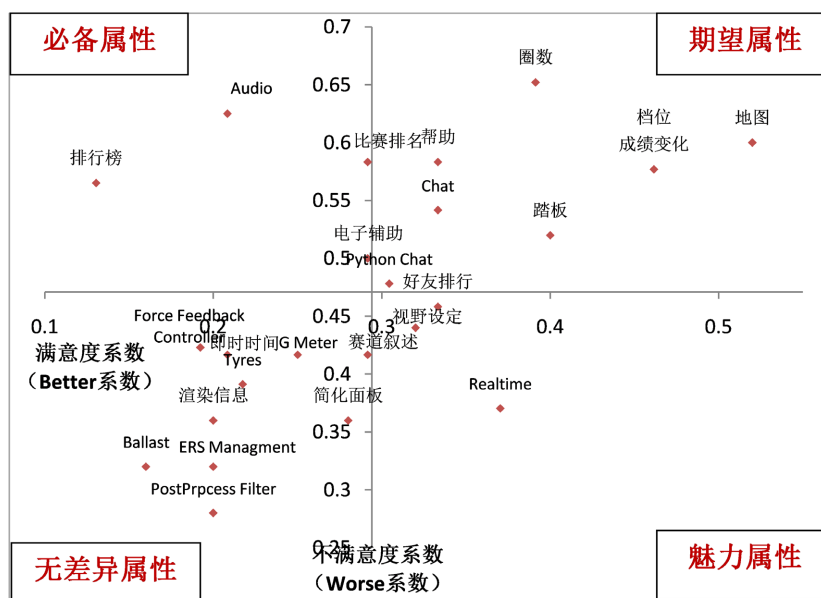 必备属性
0.7
期望属性
圈数
0.65
Audio
档位
地图
0.6
比赛排名
帮助
成绩变化
排行榜
0.55
Chat
踏板
电子辅助
0.5
Python Chat
好友排行
0.1
0.2
0.3
0.4
0.5
Force Feedback
0.45
视野设定
Controller
即时时间
G Meter
赛道叙述
满意度系数
（Better系数）
Tyres
0.4
渲染信息
简化面板
Realtime
0.35
Ballast
ERS Managment
0.3
PostPrpcess Filter
0.25
不满意度系数
（Worse系数）
无差异属性
魅力属性